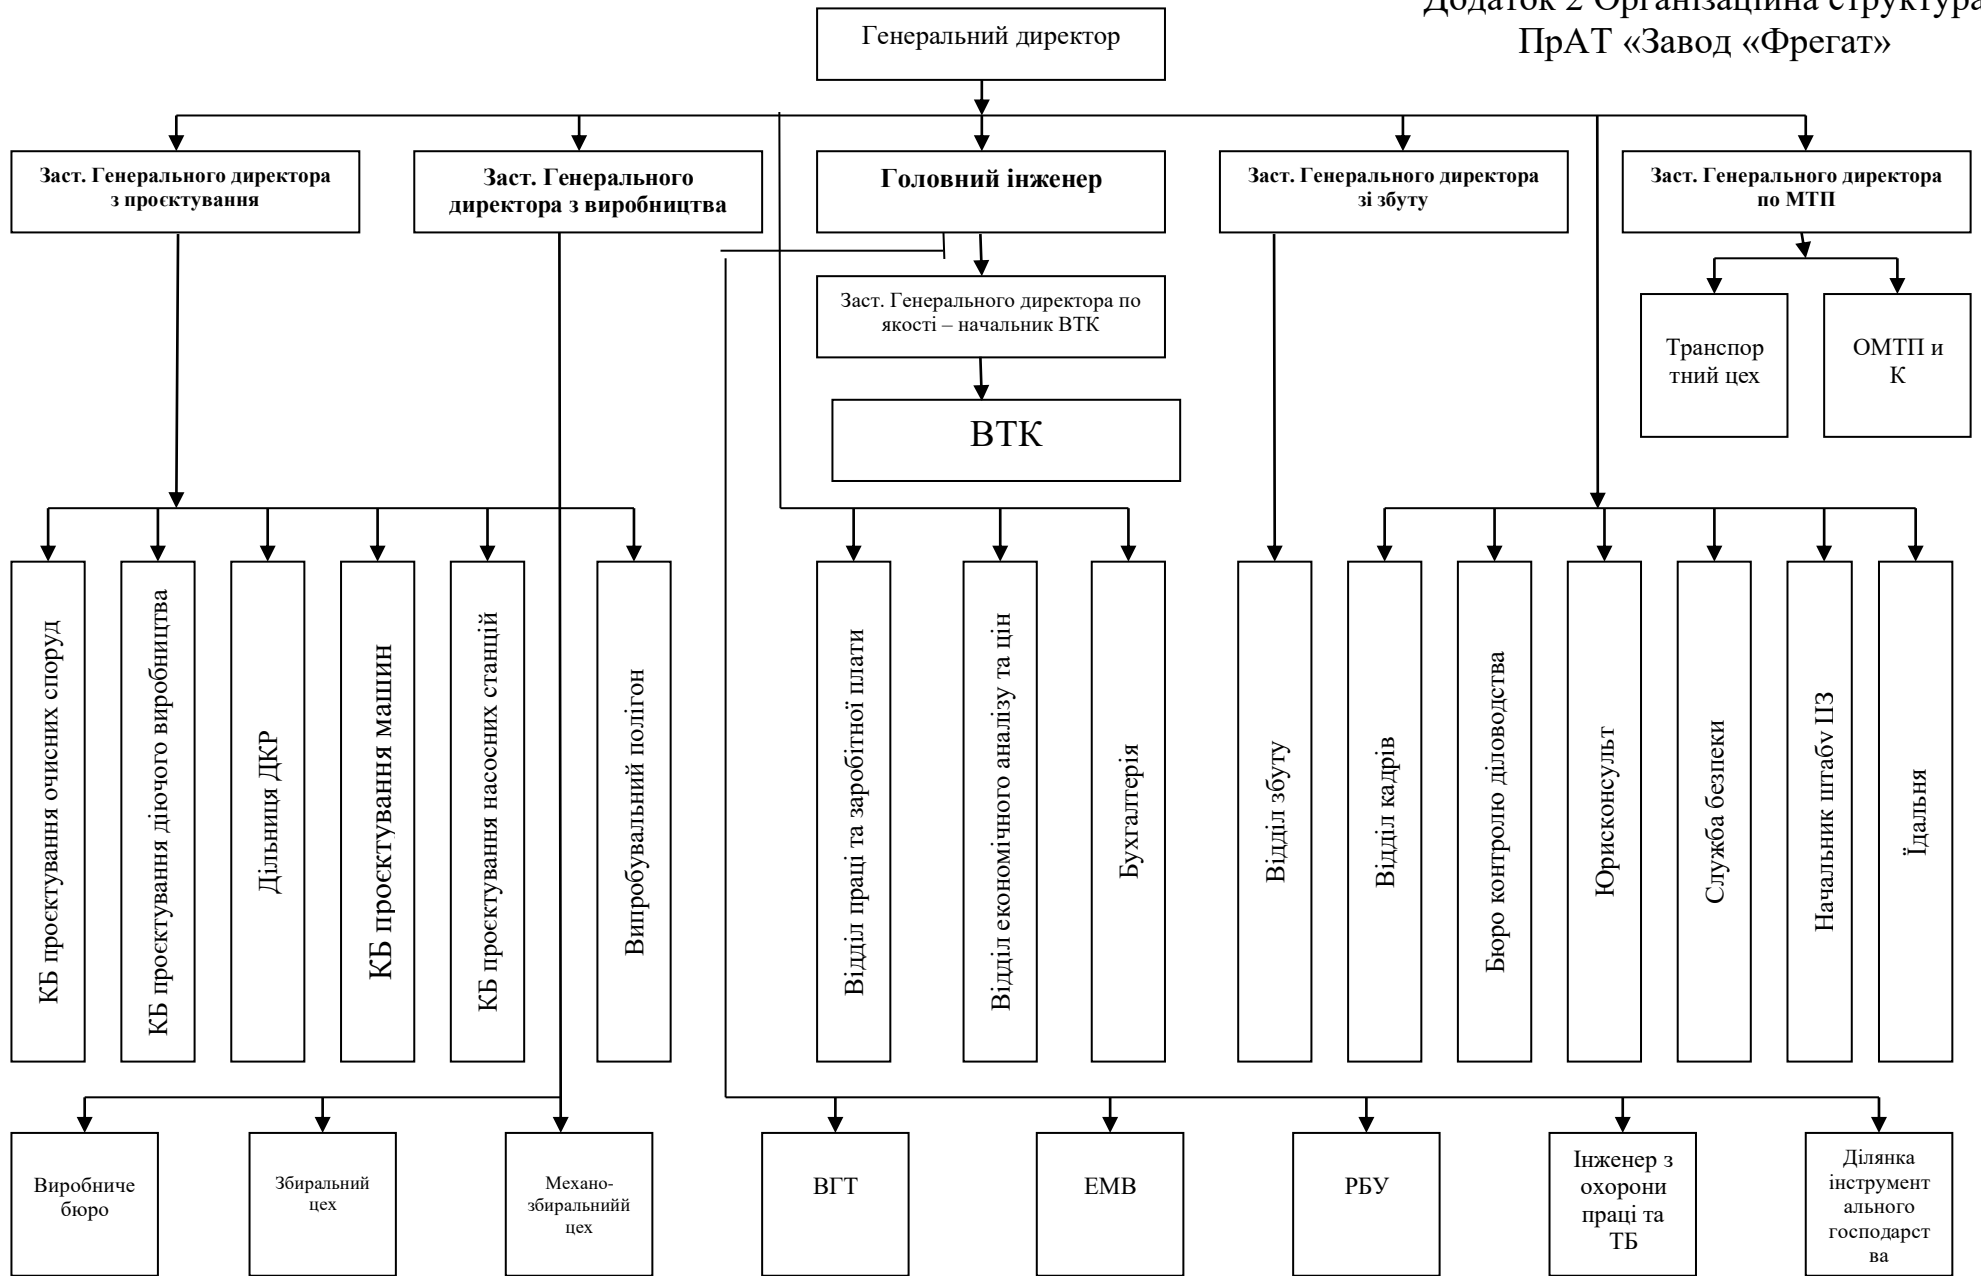 Додаток 2 Організаційна структура
ПрАТ «Завод «Фрегат»
Генеральний директор
Заст. Генерального директора
з проєктування
Заст. Генерального
директора з виробництва
Головний інженер
Заст. Генерального директора
зі збуту
Заст. Генерального директора
по МТП
Заст. Генерального директора по
якості – начальник ВТК
ВТК
Транспор
тний цех
ОМТП и
К
КБ проєктування очисних споруд
КБ проєктування діючого виробництва
Дільниця ДКР
КБ проєктування машин
КБ проєктування насосних станцій
Випробувальний полігон
Відділ праці та заробітної плати
Відділ економічного аналізу та цін
Бухгалтерія
Відділ збуту
Відділ кадрів
Бюро контролю діловодства
Юрисконсульт
Служба безпеки
Начальник штабу
Їдальня
Виробниче
бюро
Збиральний
цех
Механо-
збиральнийй
цех
ВГТ
ЕМВ
РБУ
Інженер з
охорони
праці та
ТБ
Ділянка
інструмент
ального
господарст
ва